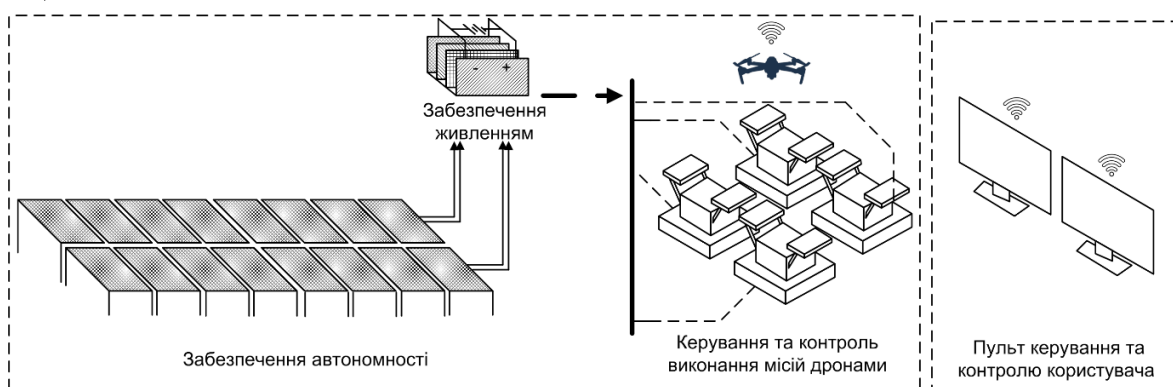 - +
Забезпечення
живленням
Забезпечення автономності
Керування та контроль
виконання місій дронами
Пульт керування та
контролю користувача